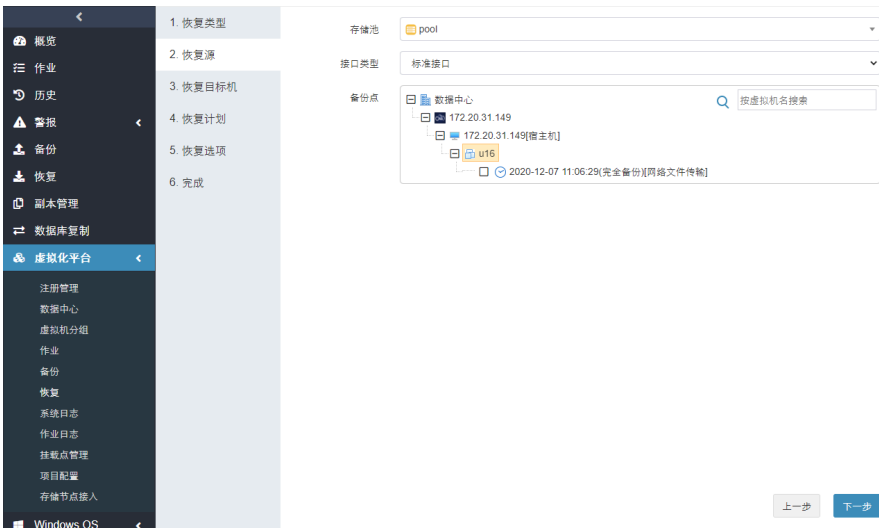 概览
作业
历史
警报
备份
恢复
副本管理
数据库复制
虚拟化平台
注册管理
数据中心
虚拟机分组
作业
备份
恢复
系统日志
作业日志
挂载点管理
项目配置
存储节点接入
Windows OS
1. 恢复类型
2. 恢复源
3. 恢复目标机
4. 恢复计划
5. 恢复选项
6. 完成
存储池
pool
接口类型
标准接口
备份点
数据中心
按虚拟机名搜索
172.20.31.149
172.20.31.149[宿主机]
u16
2020-12-07 11:06:29(完全备份)[网络文件传输]
上一步
下一步